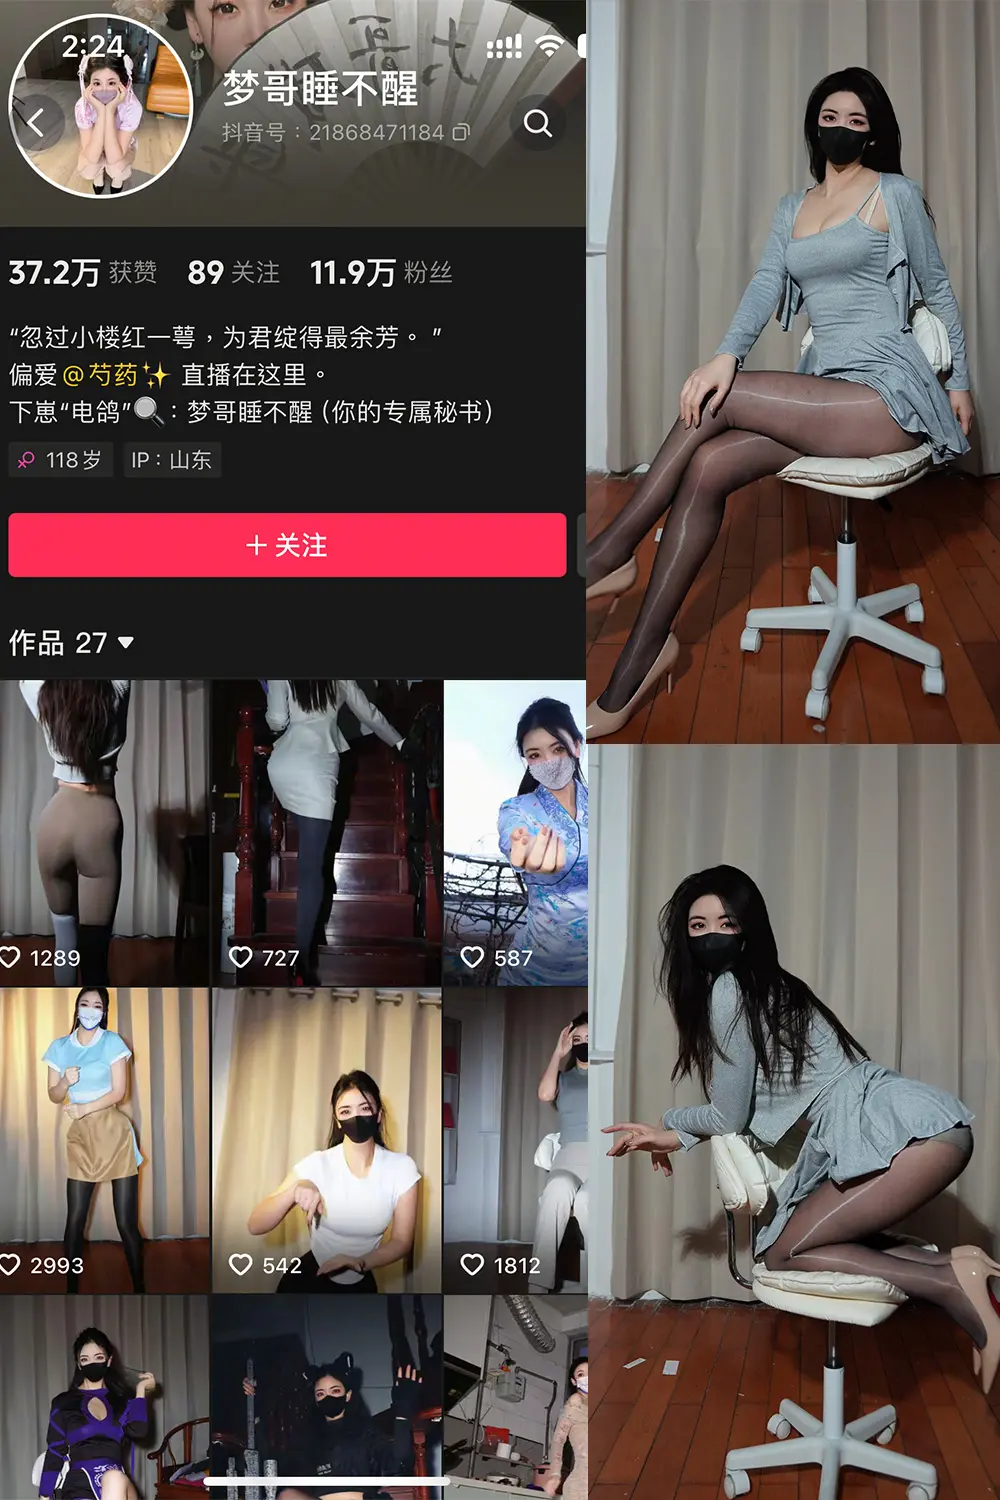 2:24
梦哥睡不醒
抖音号：21868471184
37.2万 获赞 89 关注 11.9万 粉丝
“忽过小楼红一萼，为君绽得最余芳。”
偏爱@芍药✨ 直播在这里。
下崽“电鸽”🔍：梦哥睡不醒（你的专属秘书）
118岁 IP：山东
＋关注
作品 27
1289 727 587
2993 542 1812